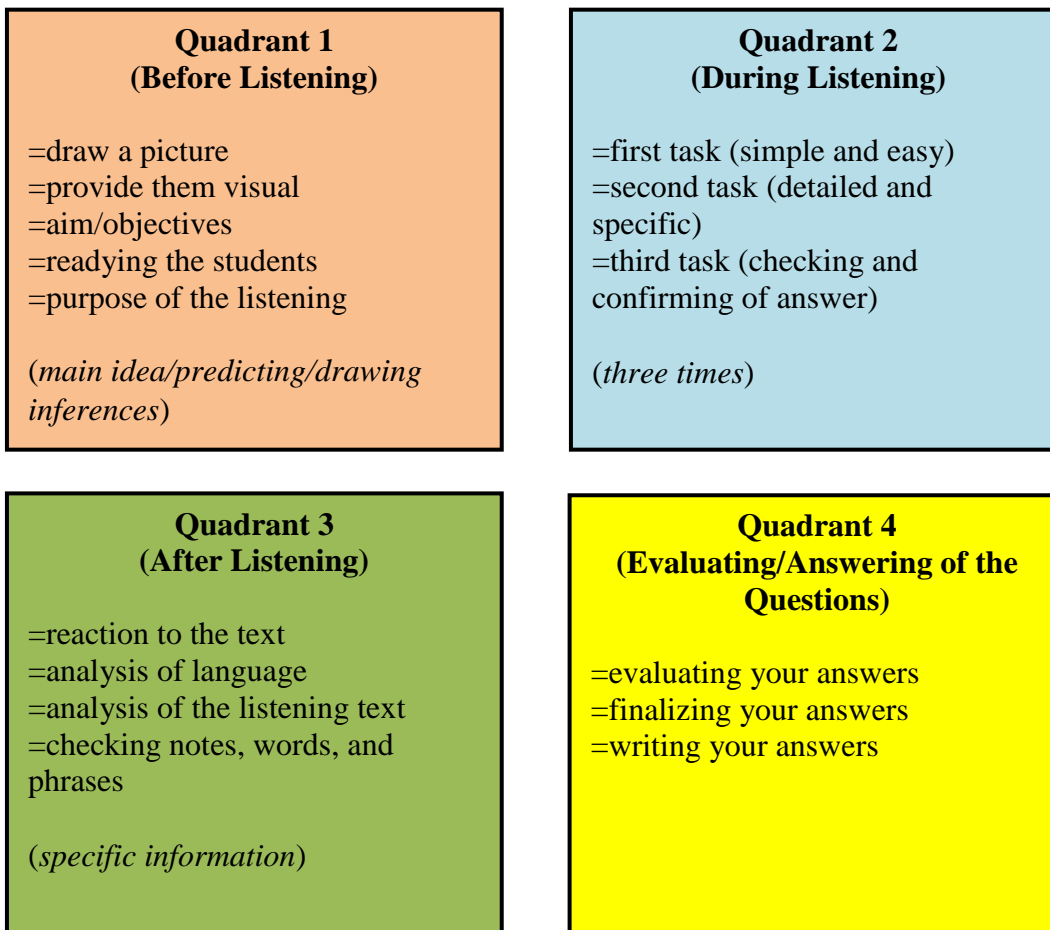 Quadrant 1
(Before Listening)
=draw a picture
=provide them visual
=aim/objectives
=readying the students
=purpose of the listening
(main idea/predicting/drawing
inferences)
Quadrant 2
(During Listening)
=first task (simple and easy)
=second task (detailed and
specific)
=third task (checking and
confirming of answer)
(three times)
Quadrant 3
(After Listening)
=reaction to the text
=analysis of language
=analysis of the listening text
=checking notes, words, and
phrases
(specific information)
Quadrant 4
(Evaluating/Answering of the
Questions)
=evaluating your answers
=finalizing your answers
=writing your answers